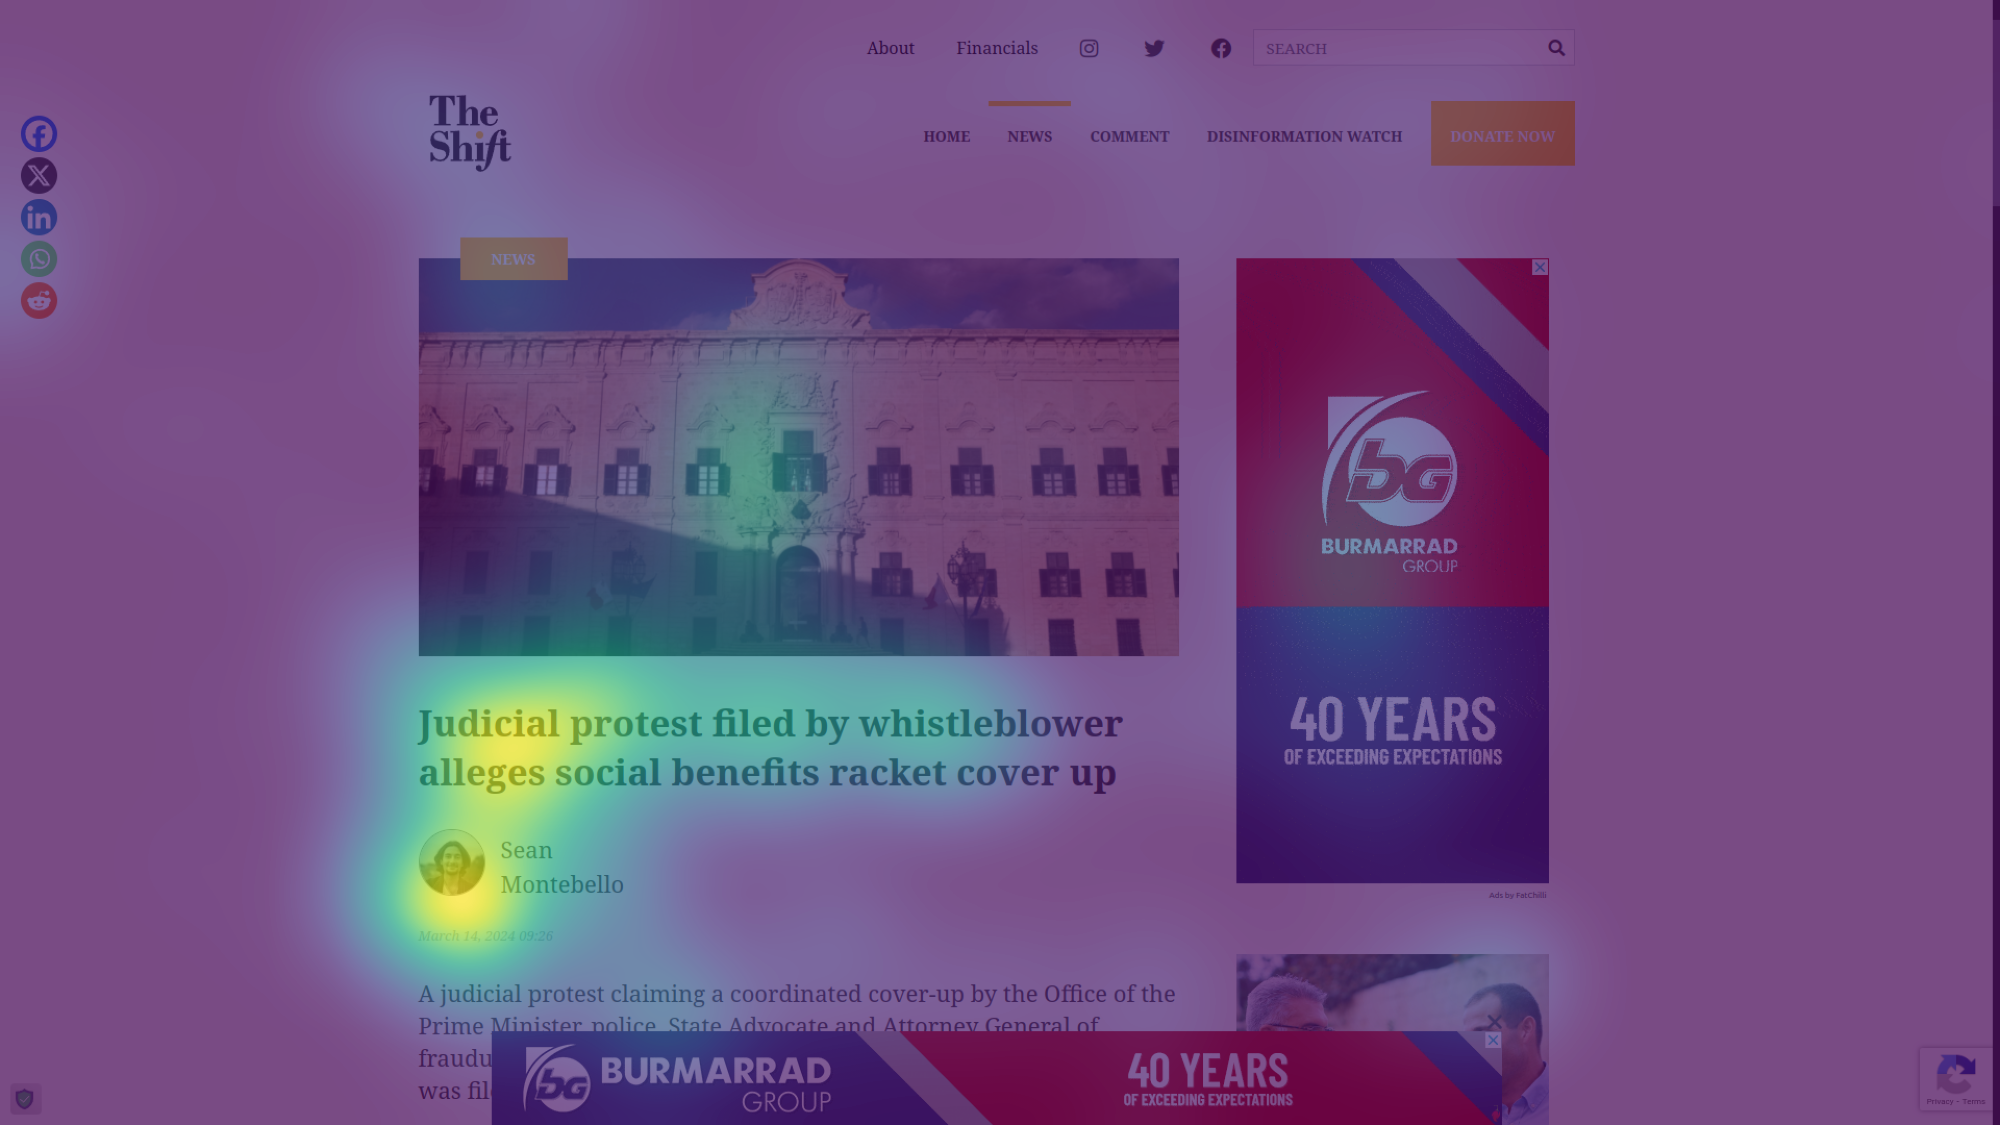 About
Financials
SEARCH
The
Shift
HOME
NEWS
COMMENT
DISINFORMATION WATCH
DONATE NOW
NEWS
bG
BURMARRAD
GROUP
40 YEARS
OF EXCEEDING EXPECTATIONS
Ads by FatChilli
Judicial protest filed by whistleblower
alleges social benefits racket cover up
Sean
Montebello
March 14, 2024 09:26
A judicial protest claiming a coordinated cover-up by the Office of the
Prime Minister, police, State Advocate and Attorney General of
fraudu
was fil
bG
BURMARRAD
GROUP
40 YEARS
OF EXCEEDING EXPECTATIONS
Privacy - Terms